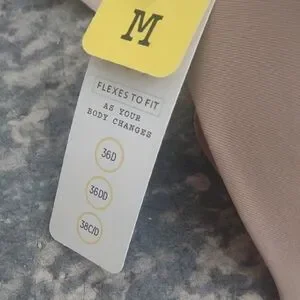 M
FLEXES TO FIT
AS YOUR
BODY CHANGES
36D
36DD
38C/D